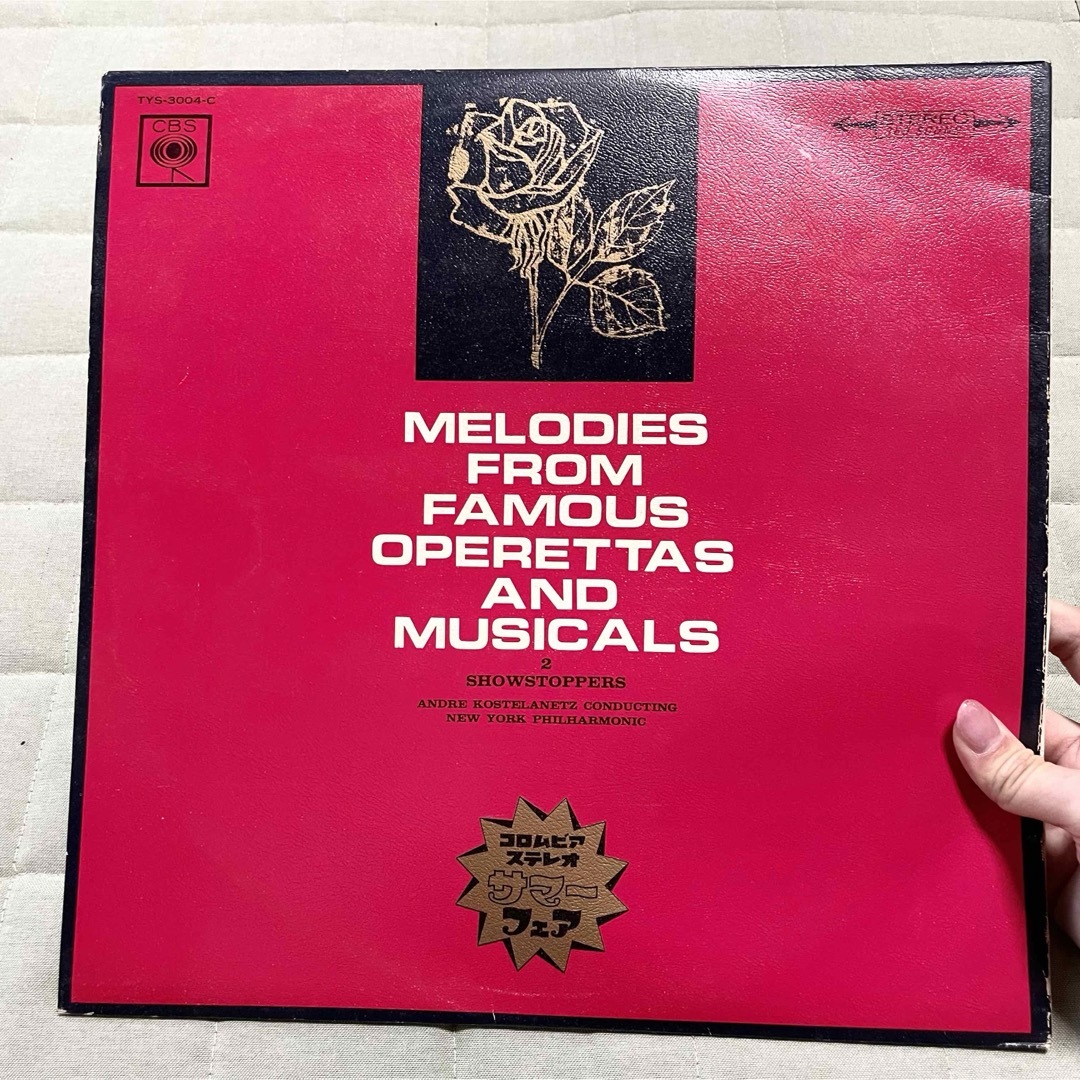 TYS-3004-C
CBS
STEREO
MELODIES
FROM
FAMOUS
OPERETTAS
AND
MUSICALS
2
SHOWSTOPPERS
ANDRE KOSTELANETZ CONDUCTING
NEW YORK PHILHARMONIC
コロムビア
ステレオ
サマー
フェア